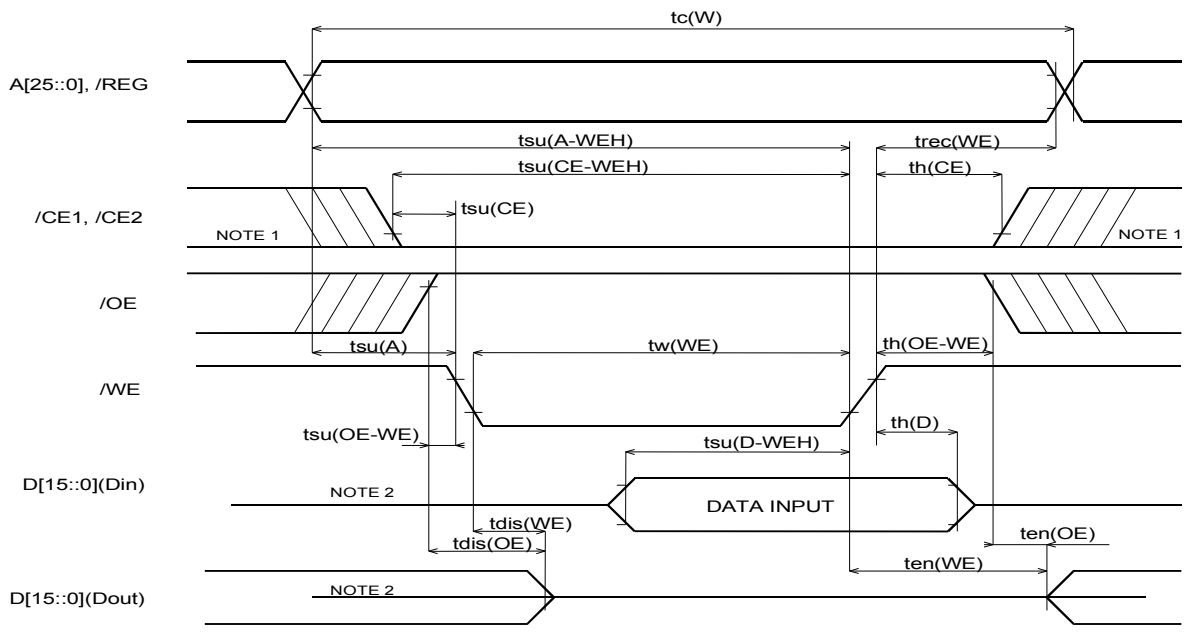 tc(W)
A[25::0], /REG
tsu(A-WEH)
trec(WE)
tsu(CE-WEH)
th(CE)
/CE1, /CE2
tsu(CE)
NOTE 1
NOTE 1
/OE
tsu(A)
tw(WE)
th(OE-WE)
/WE
tsu(OE-WE)
th(D)
tsu(D-WEH)
D[15::0](Din)
NOTE 2
DATA INPUT
tdis(WE)
ten(OE)
tdis(OE)
ten(WE)
NOTE 2
D[15::0](Dout)